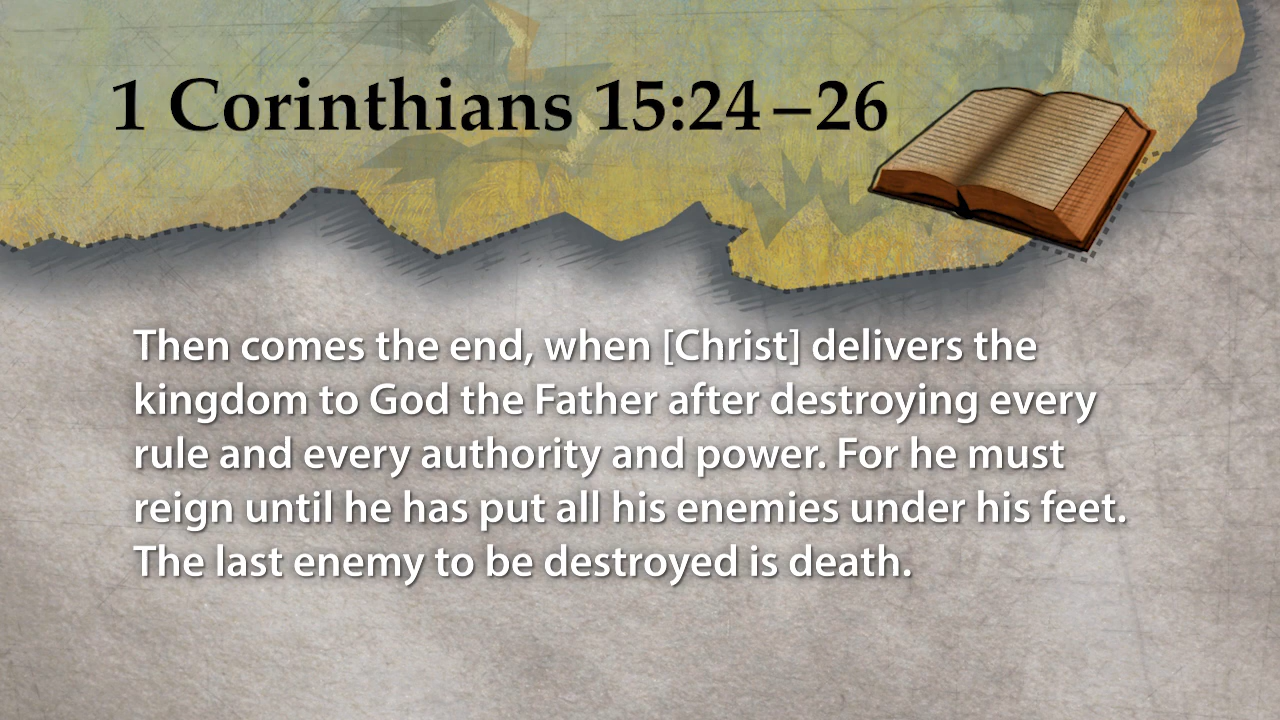 1 Corinthians 15:24–26
Then comes the end, when [Christ] delivers the
kingdom to God the Father after destroying every
rule and every authority and power. For he must
reign until he has put all his enemies under his feet.
The last enemy to be destroyed is death.